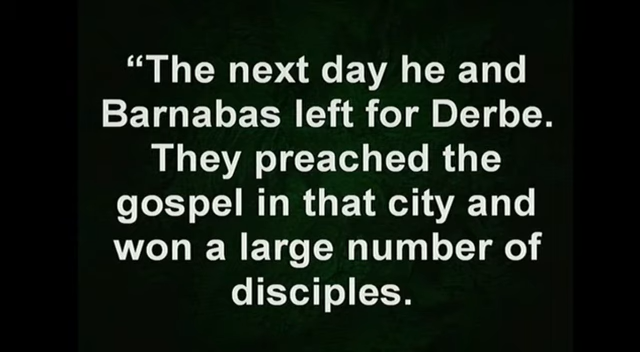 “The next day he and
Barnabas left for Derbe.
They preached the
gospel in that city and
won a large number of
disciples.